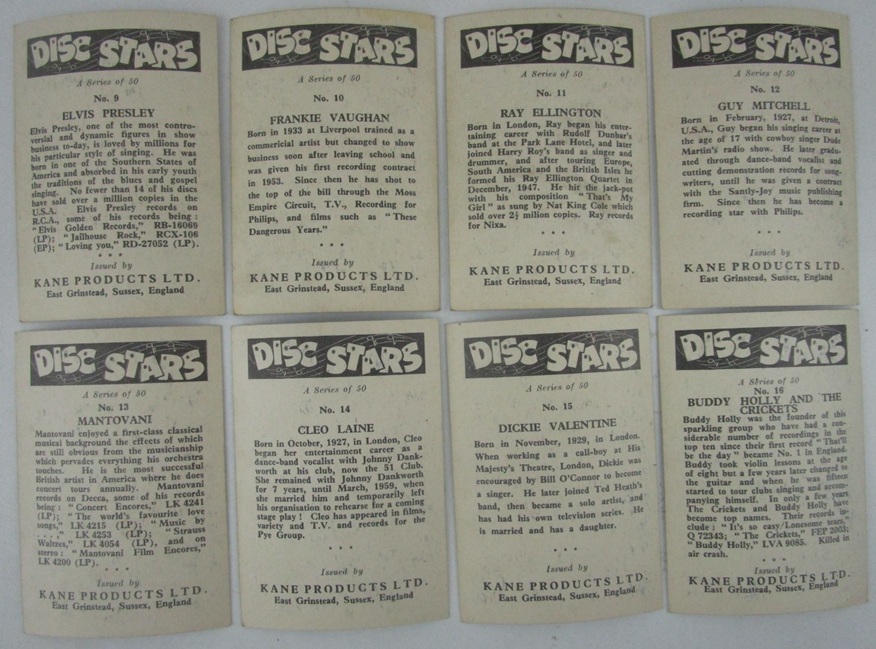 DISC STARS
A Series of 50
No. 9
ELVIS PRESLEY
Elvis Presley, one of the most contro-
versial and dynamic figures in show
business to-day, is loved by millions for
his particular style of singing. He was
born in one of the Southern States of
America and absorbed in his early youth
the traditions of the blues and gospel
singing. No fewer than 14 of his discs
have sold over a million copies in the
U.S.A. Elvis Presley records on
R.C.A., some of his records being :
"Elvis Golden Records," RB-16069
(LP); "Jailhouse Rock," RCX-106
(EP); "Loving you," RD-27052 (LP).
* * *
Issued by
KANE PRODUCTS LTD.
East Grinstead, Sussex, England
DISC STARS
A Series of 50
No. 10
FRANKIE VAUGHAN
Born in 1933 at Liverpool trained as a
commericial artist but changed to show
business soon after leaving school and
was given his first recording contract
in 1953. Since then he has shot to
the top of the bill through the Moss
Empire Circuit, T.V., Recording for
Philips, and films such as "These
Dangerous Years."
* * *
Issued by
KANE PRODUCTS LTD.
East Grinstead, Sussex, England
DISC STARS
A Series of 50
No. 11
RAY ELLINGTON
Born in London, Ray began his enter-
taining career with Rudolf Dunbar's
band at the Park Lane Hotel, and later
joined Harry Roy's band as singer and
drummer, and after touring Europe,
South America and the British Isles he
formed his Ray Ellington Quartet in
December, 1947. He hit the jack-pot
with his composition "That's My
Girl" as sung by Nat King Cole which
sold over 2½ milion copies. Ray records
for Nixa.
* * *
Issued by
KANE PRODUCTS LTD.
East Grinstead, Sussex, England
DISC STARS
A Series of 50
No. 12
GUY MITCHELL
Born in February, 1927, at Detroit,
U.S.A., Guy began his singing career at
the age of 17 with cowboy singer Dude
Martin's radio show. He later grad-
uated through dance-band vocalist and
cutting demonstration records for song-
writers, until he was given a contract
with the Santly-Joy music publishing
firm. Since then he has become a
recording star with Philips.
* * *
Issued by
KANE PRODUCTS LTD.
East Grinstead, Sussex, England
DISC STARS
A Series of 50
No. 13
MANTOVANI
Mantovani enjoyed a first-class classical
musical background the effects of which
are still obvious from the musicianship
which pervades everything his orchestra
touches. He is the most successful
British artist in America where he does
concert tours annually. Mantovani
records on Decca, some of his records
being : "Concert Encores," LK 4241
(LP); "The world's favourite love
songs," LK 4215 (LP); "Music by
. . . .," LK 4253 (LP); "Strauss
Waltzes," LK 4054 (LP), and on
stereo : "Mantovani Film Encores,"
LK 4200 (LP).
* * *
Issued by
KANE PRODUCTS LTD.
East Grinstead, Sussex, England
DISC STARS
A Series of 50
No. 14
CLEO LAINE
Born in October, 1927, in London, Cleo
began her entertainment career as a
dance-band vocalist with Johnny Dank-
worth at his club, now the 51 Club.
She remained with Johnny Dankworth
for 7 years, until March, 1959, when
she married him and temporarily left
his organisation to rehearse for a coming
stage play ! Cleo has appeared in films,
variety and T.V. and records for the
Pye Group.
* * *
Issued by
KANE PRODUCTS LTD.
East Grinstead, Sussex, England
DISC STARS
A Series of 50
No. 15
DICKIE VALENTINE
Born in November, 1929, in London.
When working as a call-boy at His
Majesty's Theatre, London, Dickie was
encouraged by Bill O'Connor to become
a singer. He later joined Ted Heath's
band, then became a solo artist, and
has had his own television series. He
is married and has a daughter.
* * *
Issued by
KANE PRODUCTS LTD.
East Grinstead, Sussex, England
DISC STARS
A Series of 50
No. 16
BUDDY HOLLY AND THE
CRICKETS
Buddy Holly was the founder of this
sparkling group who have had a con-
siderable number of recordings in the
top ten since their first record "That'll
be the day" became No. 1 in England.
Buddy took violin lessons at the age
of eight but a few years later changed to
the guitar and when he was fifteen
started to tour clubs singing and accom-
panying himself. In only a few years
The Crickets and Buddy Holly have
become top names. Their records in-
clude : "It's so easy/Lonesome tears,"
Q 72343; "The Crickets," FEP 2003;
"Buddy Holly," LVA 9085. Killed in
air crash.
* * *
Issued by
KANE PRODUCTS LTD.
East Grinstead, Sussex, England